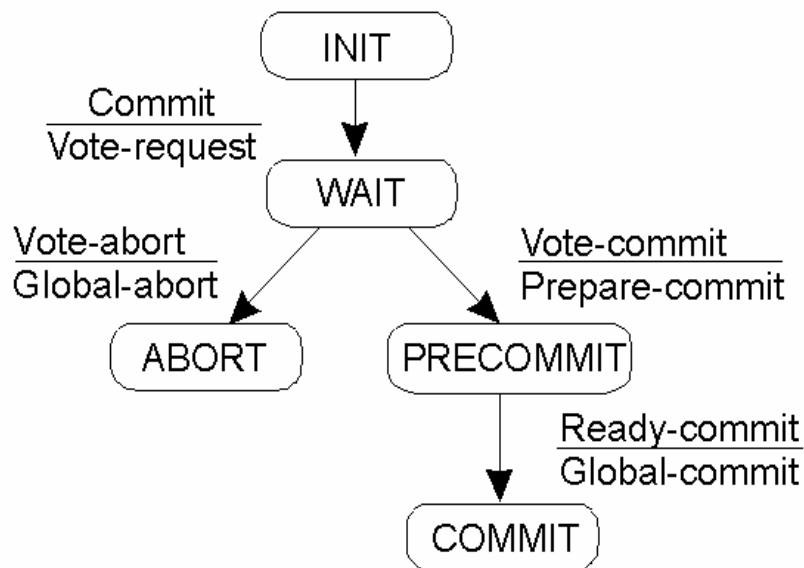 INIT
Commit
Vote-request
WAIT
Vote-abort
Global-abort
Vote-commit
Prepare-commit
ABORT
PRECOMMIT
Ready-commit
Global-commit
COMMIT